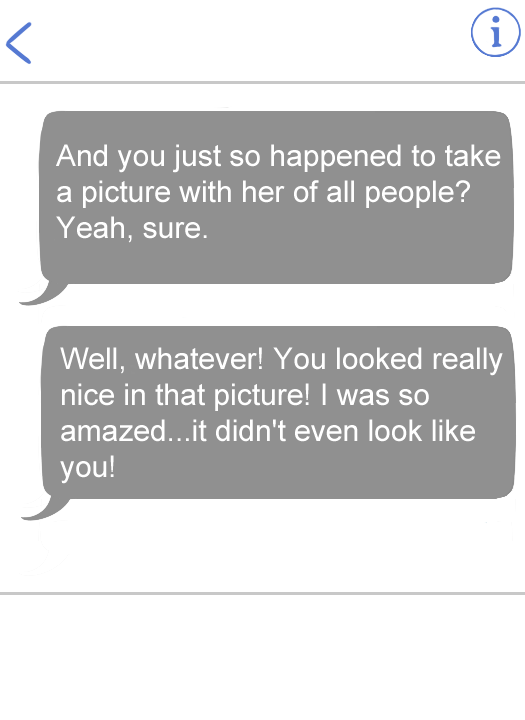 And you just so happened to take
a picture with her of all people?
Yeah, sure.
Well, whatever! You looked really
nice in that picture! I was so
amazed...it didn't even look like
you!